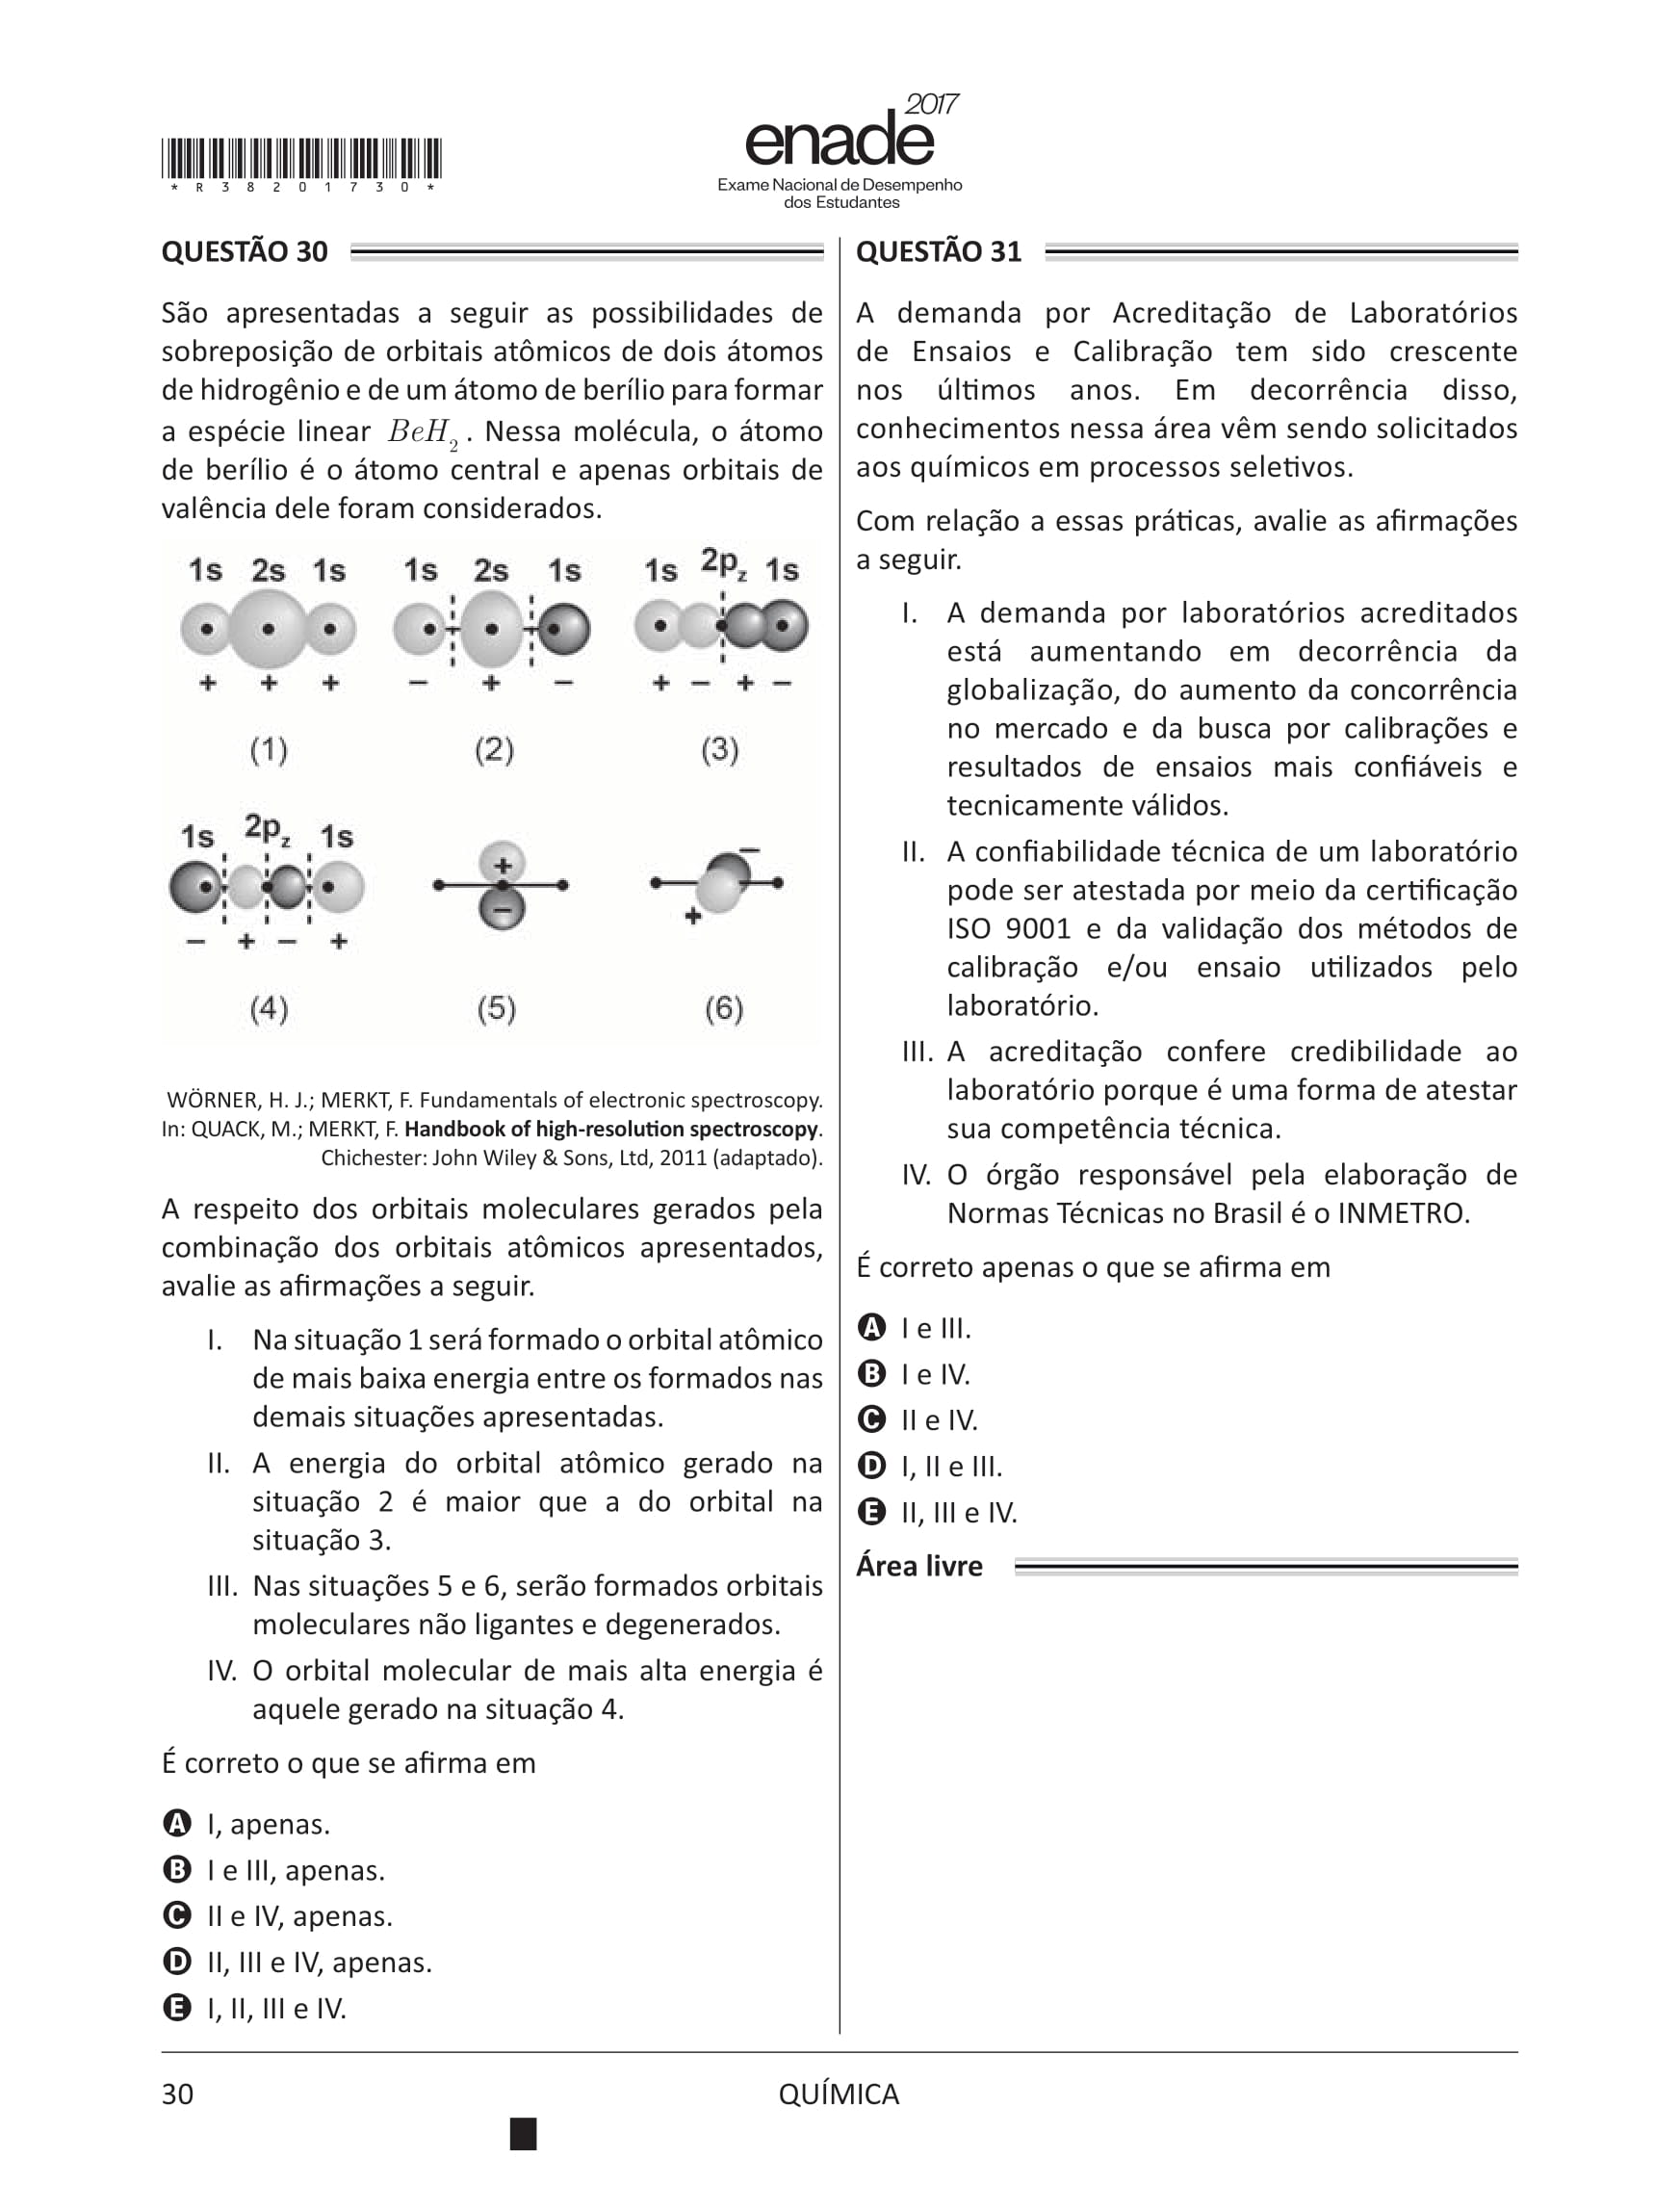 *R38201730*
enade 2017
Exame Nacional de Desempenho
dos Estudantes
QUESTÃO 30
São apresentadas a seguir as possibilidades de
sobreposição de orbitais atômicos de dois átomos
de hidrogênio e de um átomo de berílio para formar
a espécie linear BeH₂. Nessa molécula, o átomo
de berílio é o átomo central e apenas orbitais de
valência dele foram considerados.
1s 2s 1s
+ + +
(1)
1s 2s 1s
− + −
(2)
1s 2p_z 1s
+ − + −
(3)
1s 2p_z 1s
− + − +
(4)
+
−
(5)
−
+
(6)
WÖRNER, H. J.; MERKT, F. Fundamentals of electronic spectroscopy.
In: QUACK, M.; MERKT, F. Handbook of high-resolution spectroscopy.
Chichester: John Wiley & Sons, Ltd, 2011 (adaptado).
A respeito dos orbitais moleculares gerados pela
combinação dos orbitais atômicos apresentados,
avalie as afirmações a seguir.
I. Na situação 1 será formado o orbital atômico
de mais baixa energia entre os formados nas
demais situações apresentadas.
II. A energia do orbital atômico gerado na
situação 2 é maior que a do orbital na
situação 3.
III. Nas situações 5 e 6, serão formados orbitais
moleculares não ligantes e degenerados.
IV. O orbital molecular de mais alta energia é
aquele gerado na situação 4.
É correto o que se afirma em
A I, apenas.
B I e III, apenas.
C II e IV, apenas.
D II, III e IV, apenas.
E I, II, III e IV.
QUESTÃO 31
A demanda por Acreditação de Laboratórios
de Ensaios e Calibração tem sido crescente
nos últimos anos. Em decorrência disso,
conhecimentos nessa área vêm sendo solicitados
aos químicos em processos seletivos.
Com relação a essas práticas, avalie as afirmações
a seguir.
I. A demanda por laboratórios acreditados
está aumentando em decorrência da
globalização, do aumento da concorrência
no mercado e da busca por calibrações e
resultados de ensaios mais confiáveis e
tecnicamente válidos.
II. A confiabilidade técnica de um laboratório
pode ser atestada por meio da certificação
ISO 9001 e da validação dos métodos de
calibração e/ou ensaio utilizados pelo
laboratório.
III. A acreditação confere credibilidade ao
laboratório porque é uma forma de atestar
sua competência técnica.
IV. O órgão responsável pela elaboração de
Normas Técnicas no Brasil é o INMETRO.
É correto apenas o que se afirma em
A I e III.
B I e IV.
C II e IV.
D I, II e III.
E II, III e IV.
Área livre
30
QUÍMICA